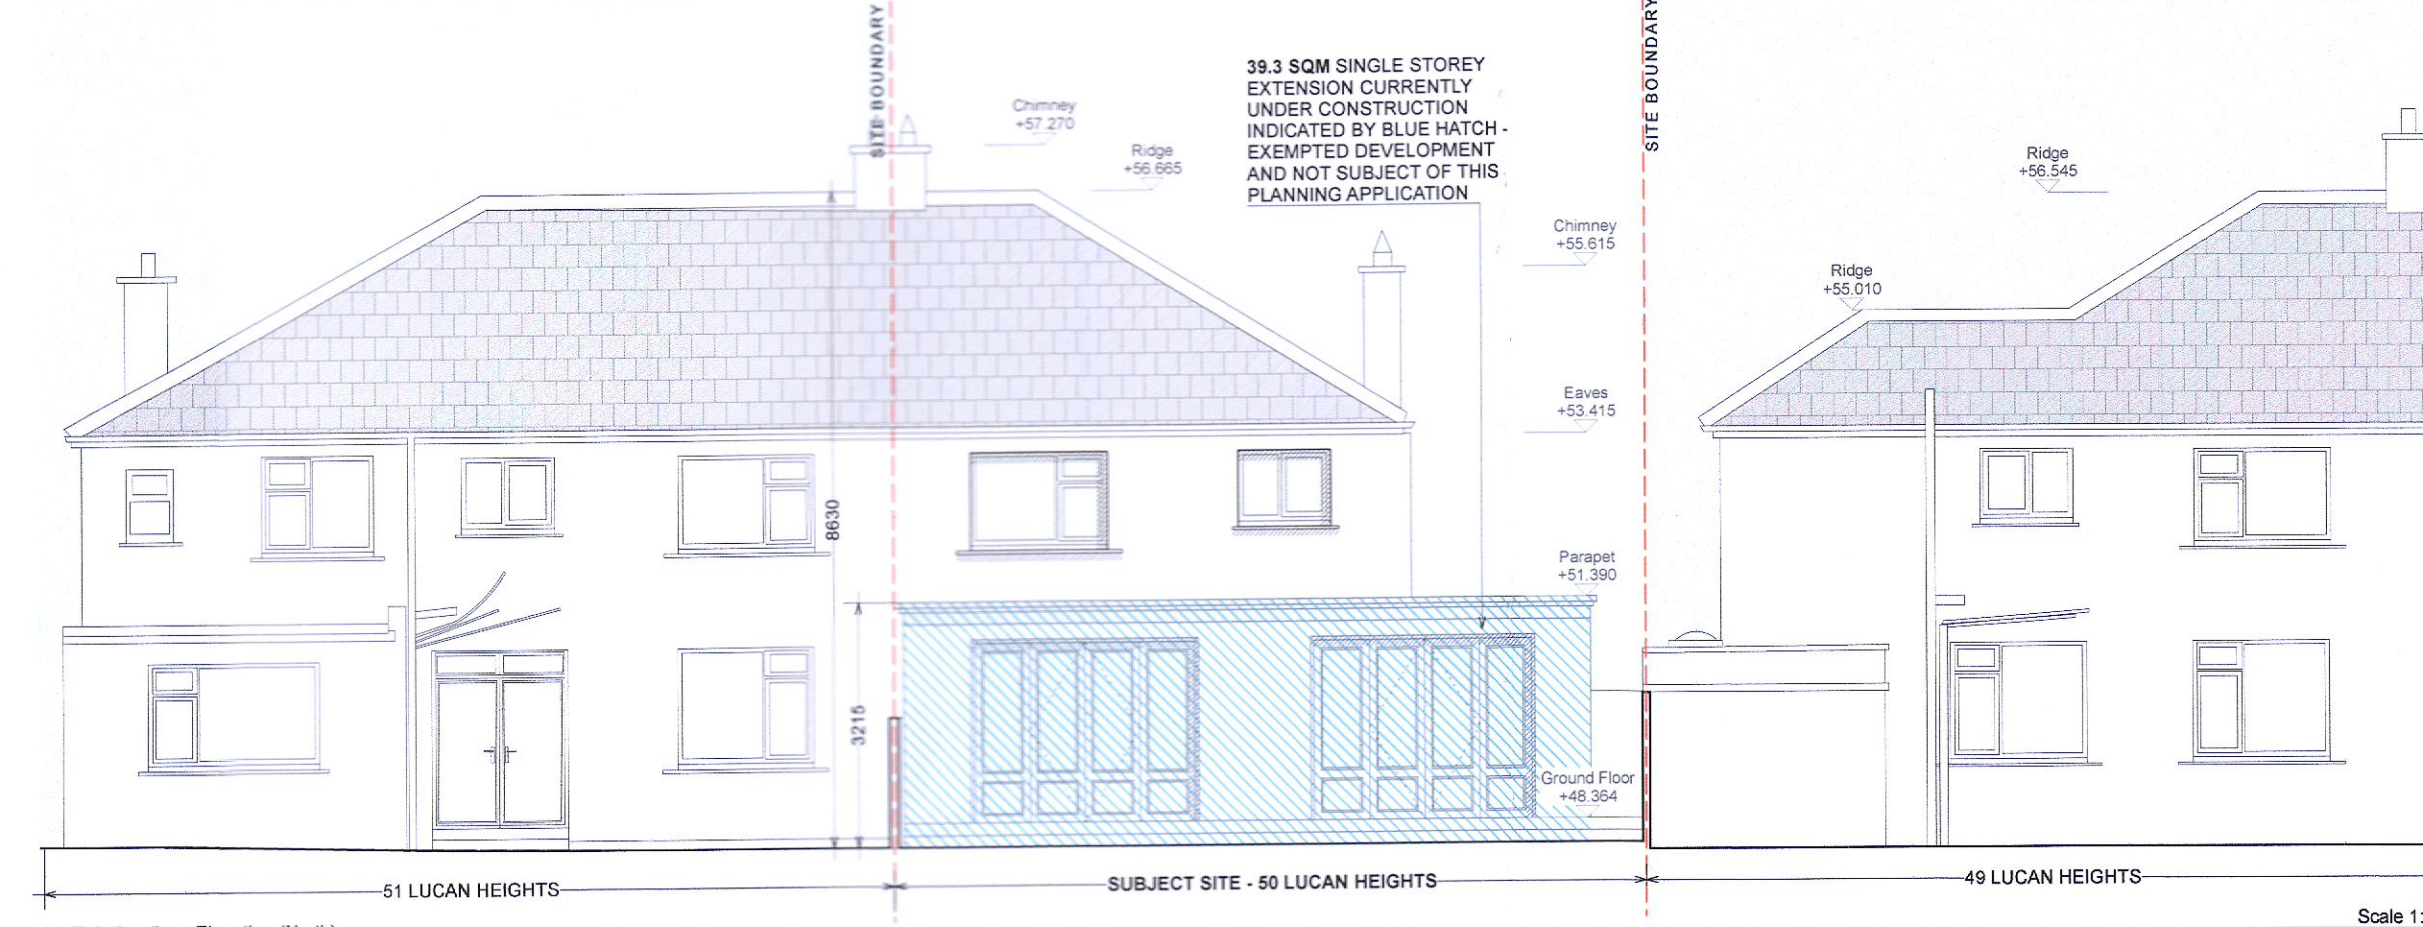 SITE BOUNDARY
SITE BOUNDARY
39.3 SQM SINGLE STOREY
EXTENSION CURRENTLY
UNDER CONSTRUCTION
INDICATED BY BLUE HATCH -
EXEMPTED DEVELOPMENT
AND NOT SUBJECT OF THIS
PLANNING APPLICATION
Chimney
+57.270
Ridge
+56.665
Ridge
+56.545
Chimney
+55.615
Ridge
+55.010
Eaves
+53.415
8630
Parapet
+51.390
3215
Ground Floor
+48.364
51 LUCAN HEIGHTS
SUBJECT SITE - 50 LUCAN HEIGHTS
49 LUCAN HEIGHTS
Scale 1: